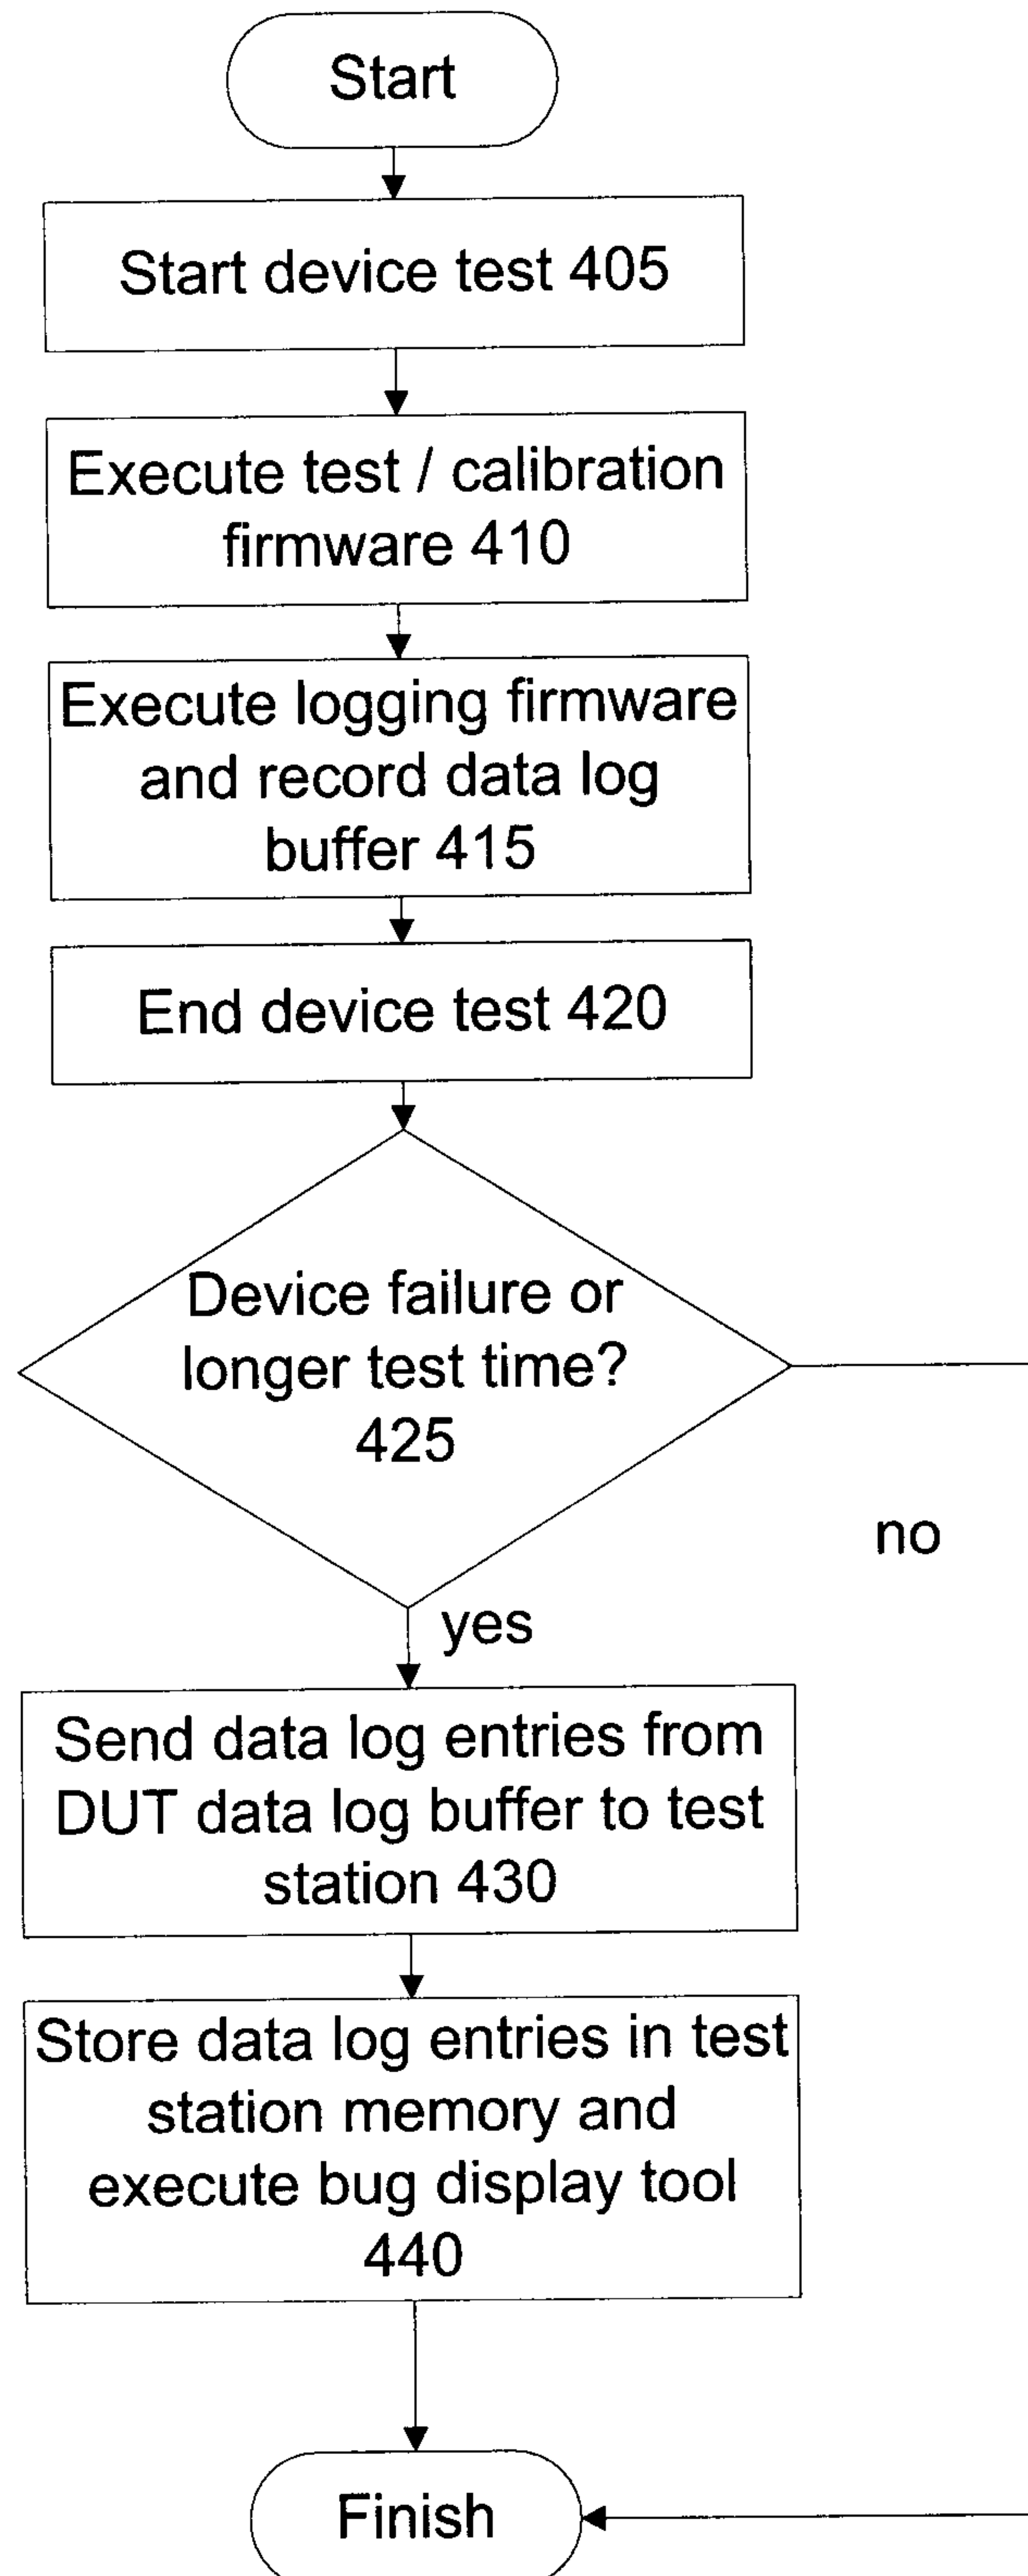 Start
Start device test 405
Execute test / calibration
firmware 410
Execute logging firmware
and record data log
buffer 415
End device test 420
Device failure or
longer test time?
425
no
yes
Send data log entries from
DUT data log buffer to test
station 430
Store data log entries in test
station memory and
execute bug display tool
440
Finish